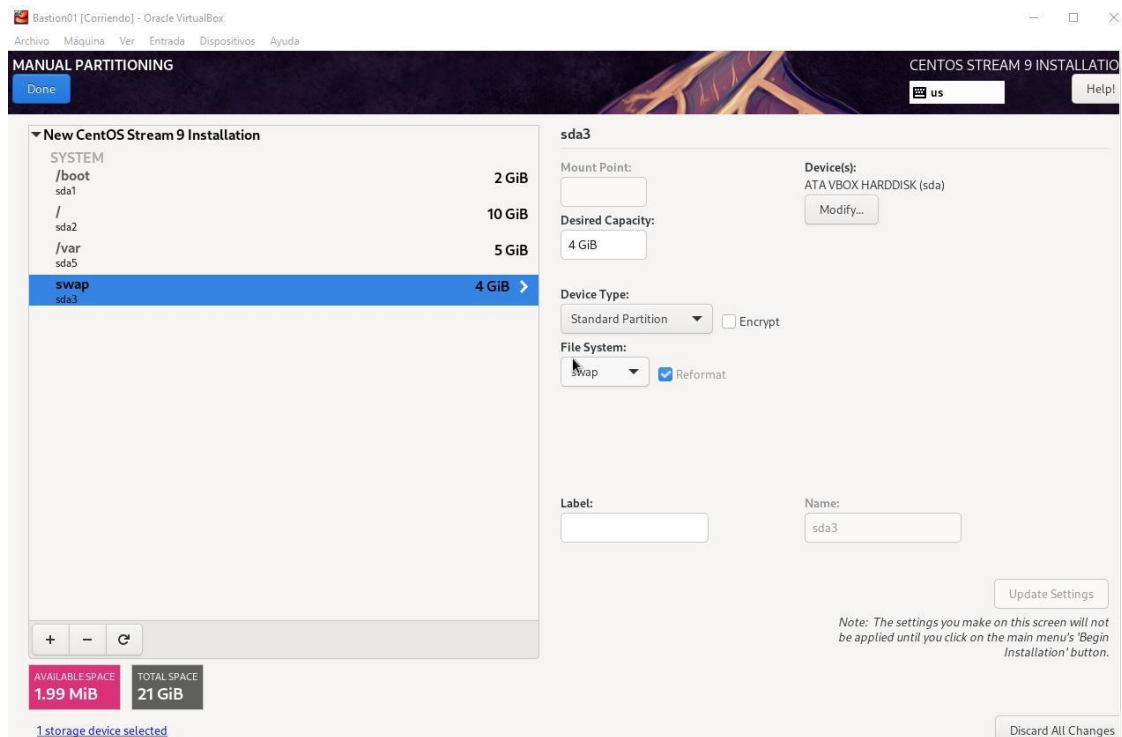 Bastion01 [Corriendo] - Oracle VirtualBox
Archivo Máquina Ver Entrada Dispositivos Ayuda
MANUAL PARTITIONING
CENTOS STREAM 9 INSTALLATIO
Done
us
Help!
New CentOS Stream 9 Installation
SYSTEM
/boot
2 GiB
sda1
/
10 GiB
sda2
/var
5 GiB
sda5
swap
4 GiB
sda3
sda3
Mount Point:
Device(s):
ATA VBOX HARDDISK (sda)
Modify...
Desired Capacity:
4 GiB
Device Type:
Standard Partition
Encrypt
File System:
swap
Reformat
Label:
Name:
sda3
Update Settings
Note: The settings you make on this screen will not
be applied until you click on the main menu's 'Begin
Installation' button.
+ −
AVAILABLE SPACE
1.99 MiB
TOTAL SPACE
21 GiB
1 storage device selected
Discard All Changes